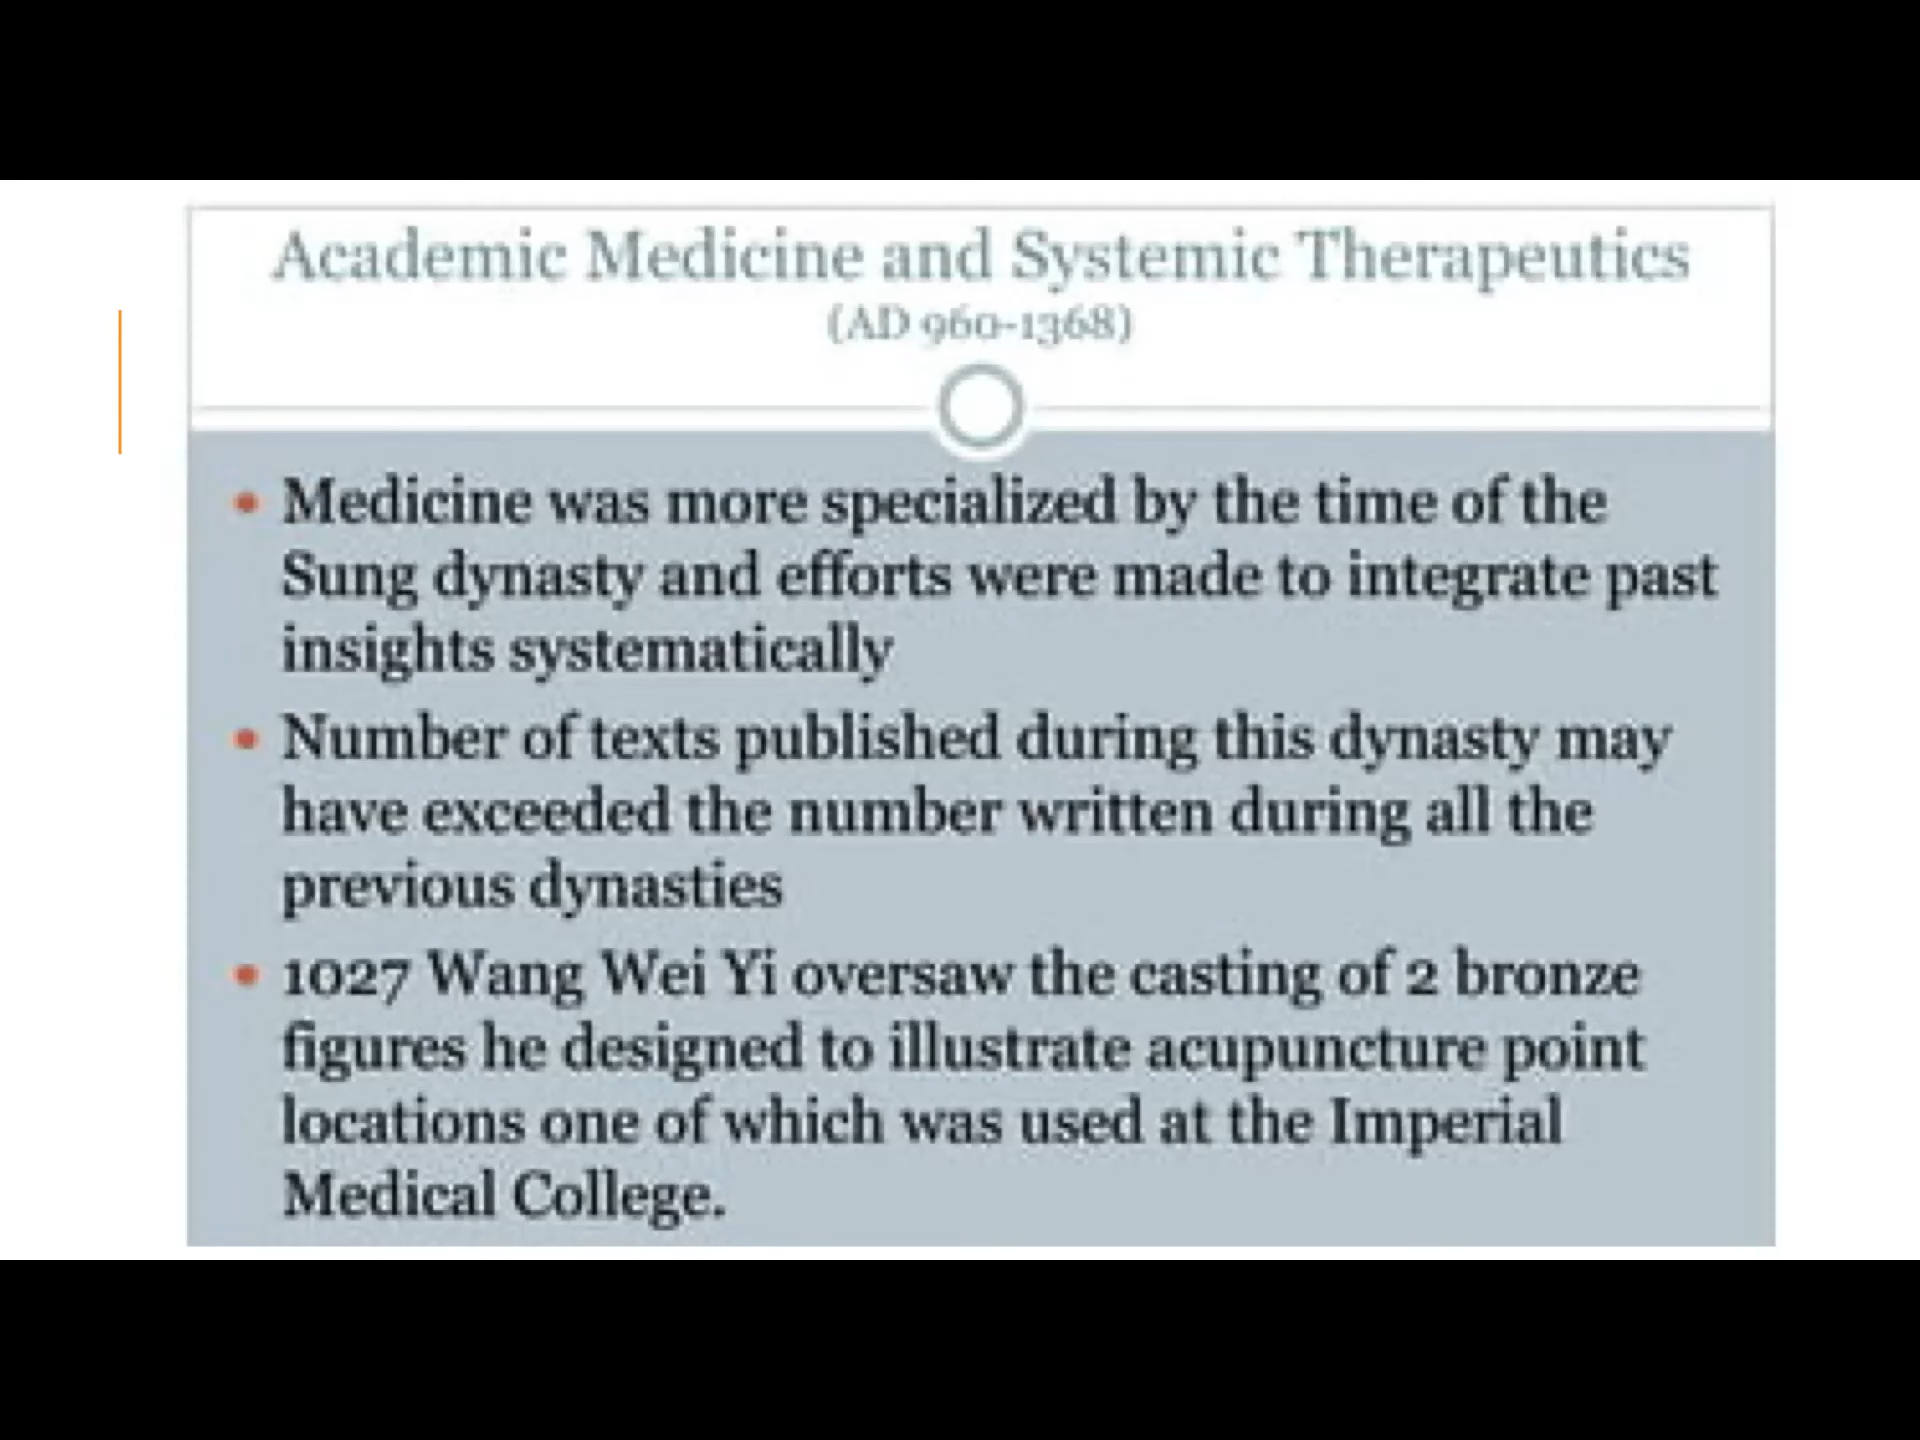 Academic Medicine and Systemic Therapeutics
(AD 960-1368)
• Medicine was more specialized by the time of the
Sung dynasty and efforts were made to integrate past
insights systematically
• Number of texts published during this dynasty may
have exceeded the number written during all the
previous dynasties
• 1027 Wang Wei Yi oversaw the casting of 2 bronze
figures he designed to illustrate acupuncture point
locations one of which was used at the Imperial
Medical College.